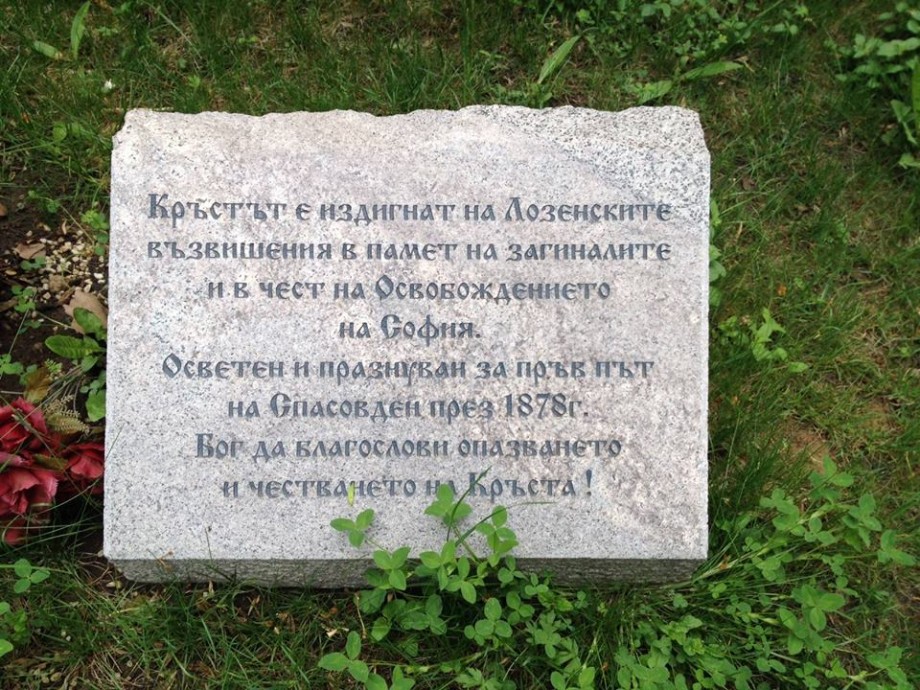 Кръстът е издигнат на Лозенските
възвишения в памет на загиналите
и в чест на Освобождението
на София.
Осветен и празнуван за пръв път
на Спасовден през 1878г.
Бог да благослови опазването
и честването на Кръста!